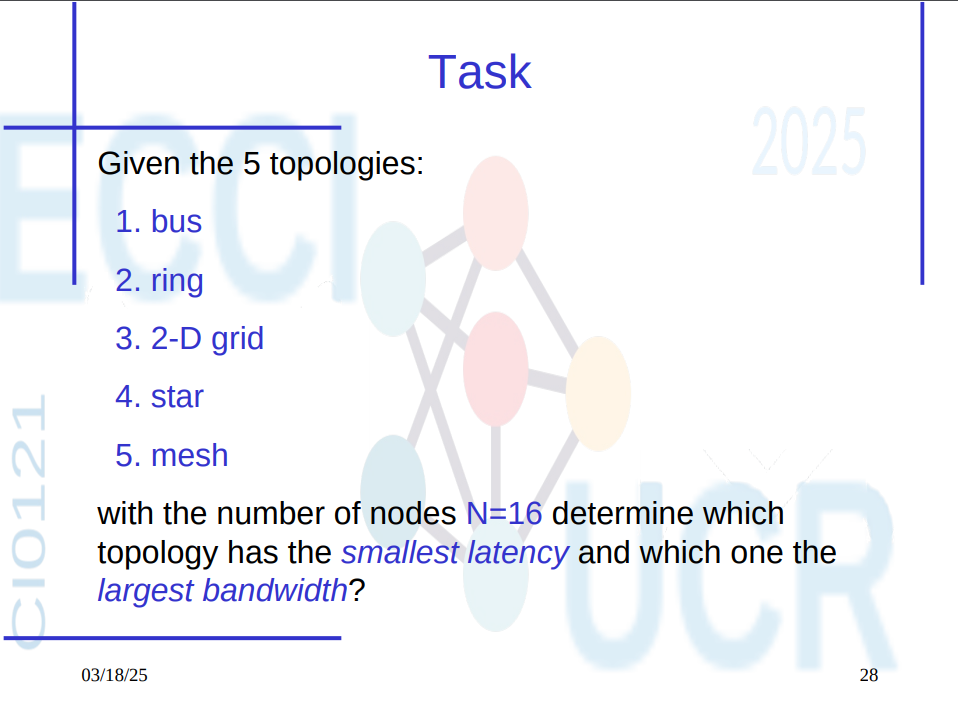 Task
2025
ECCI
Given the 5 topologies:
1. bus
2. ring
3. 2-D grid
4. star
5. mesh
with the number of nodes N=16 determine which
topology has the smallest latency and which one the
largest bandwidth?
CI0121
UCR
03/18/25
28